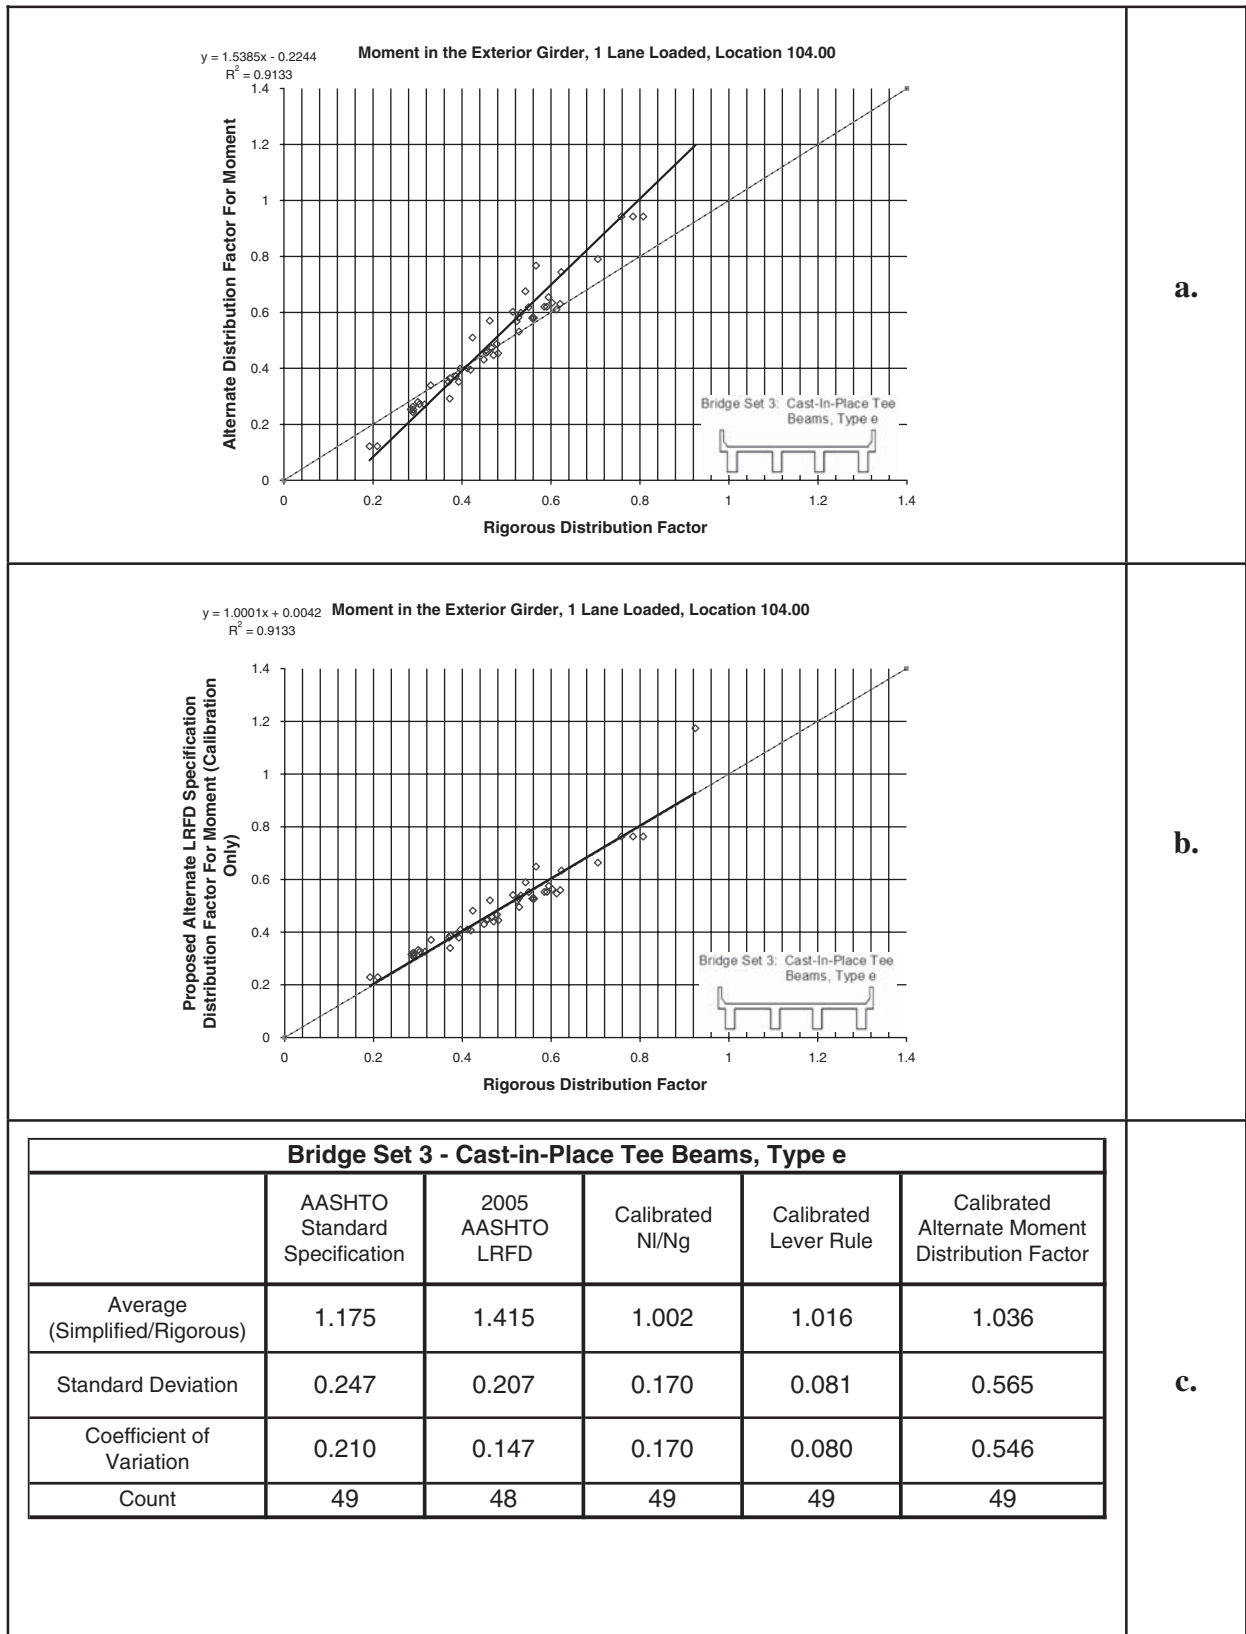 y = 1.5385x - 0.2244
R² = 0.9133
Moment in the Exterior Girder, 1 Lane Loaded, Location 104.00
Alternate Distribution Factor For Moment
1.4
1.2
1
0.8
0.6
0.4
0.2
0
0 0.2 0.4 0.6 0.8 1 1.2 1.4
Rigorous Distribution Factor
Bridge Set 3: Cast-In-Place Tee
Beams, Type e
a.
y = 1.0001x + 0.0042
R² = 0.9133
Moment in the Exterior Girder, 1 Lane Loaded, Location 104.00
Proposed Alternate LRFD Specification
Distribution Factor For Moment (Calibration
Only)
1.4
1.2
1
0.8
0.6
0.4
0.2
0
0 0.2 0.4 0.6 0.8 1 1.2 1.4
Rigorous Distribution Factor
Bridge Set 3: Cast-In-Place Tee
Beams, Type e
b.
Bridge Set 3 - Cast-in-Place Tee Beams, Type e
AASHTO
Standard
Specification
2005
AASHTO
LRFD
Calibrated
Nl/Ng
Calibrated
Lever Rule
Calibrated
Alternate Moment
Distribution Factor
Average
(Simplified/Rigorous)
1.175 1.415 1.002 1.016 1.036
Standard Deviation 0.247 0.207 0.170 0.081 0.565
Coefficient of
Variation
0.210 0.147 0.170 0.080 0.546
Count 49 48 49 49 49
c.